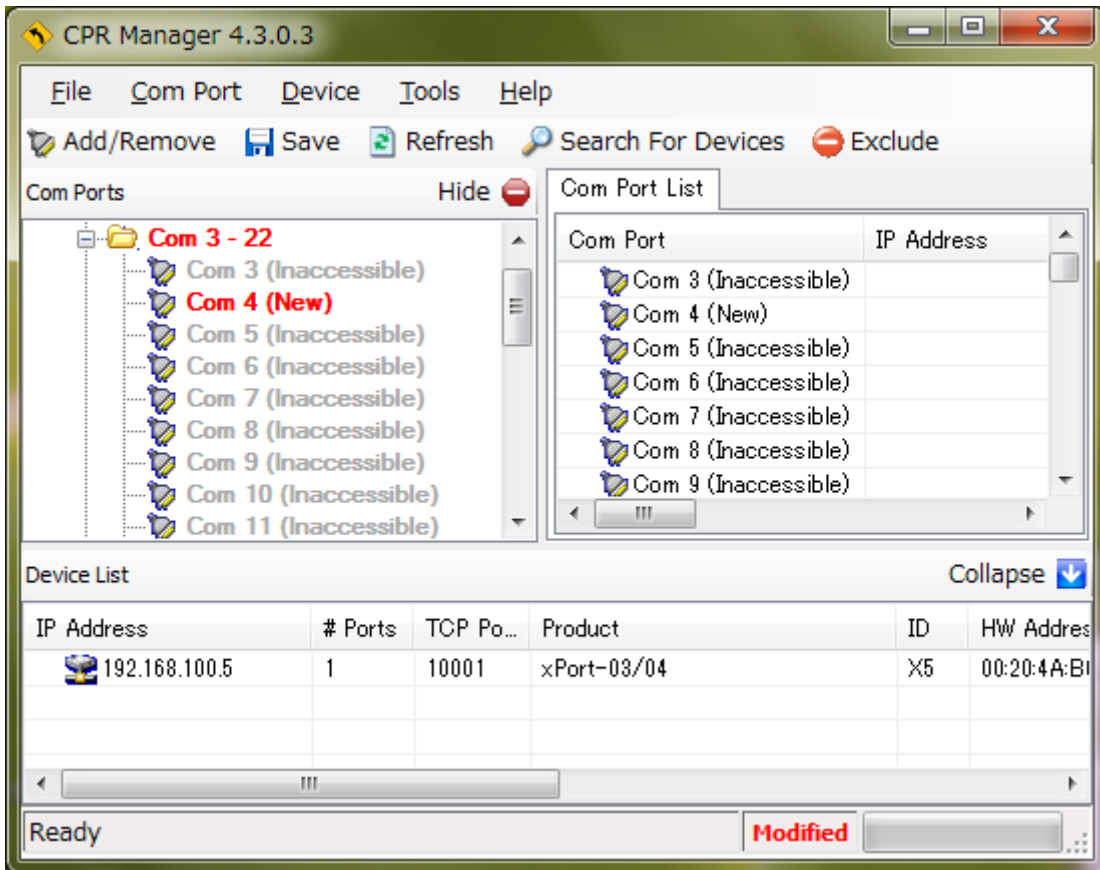 CPR Manager 4.3.0.3
File Com Port Device Tools Help
Add/Remove Save Refresh Search For Devices Exclude
Com Ports Hide
Com 3 - 22
Com 3 (Inaccessible)
Com 4 (New)
Com 5 (Inaccessible)
Com 6 (Inaccessible)
Com 7 (Inaccessible)
Com 8 (Inaccessible)
Com 9 (Inaccessible)
Com 10 (Inaccessible)
Com 11 (Inaccessible)
Com Port List
Com Port IP Address
Com 3 (Inaccessible)
Com 4 (New)
Com 5 (Inaccessible)
Com 6 (Inaccessible)
Com 7 (Inaccessible)
Com 8 (Inaccessible)
Com 9 (Inaccessible)
Device List Collapse
IP Address # Ports TCP Po... Product ID HW Addres
192.168.100.5 1 10001 xPort-03/04 X5 00:20:4A:B
Ready Modified